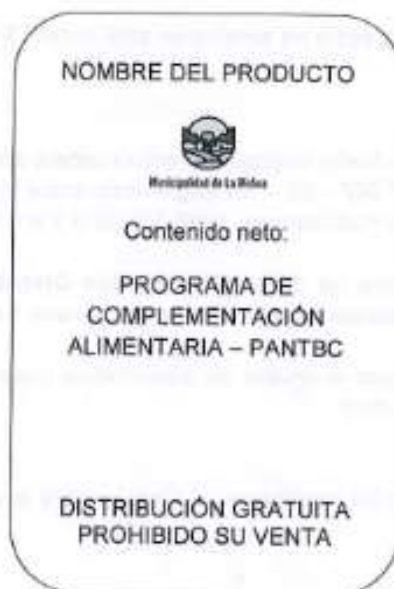 NOMBRE DEL PRODUCTO
Municipalidad de La Molina
Contenido neto:
PROGRAMA DE
COMPLEMENTACIÓN
ALIMENTARIA – PANTBC
DISTRIBUCIÓN GRATUITA
PROHIBIDO SU VENTA